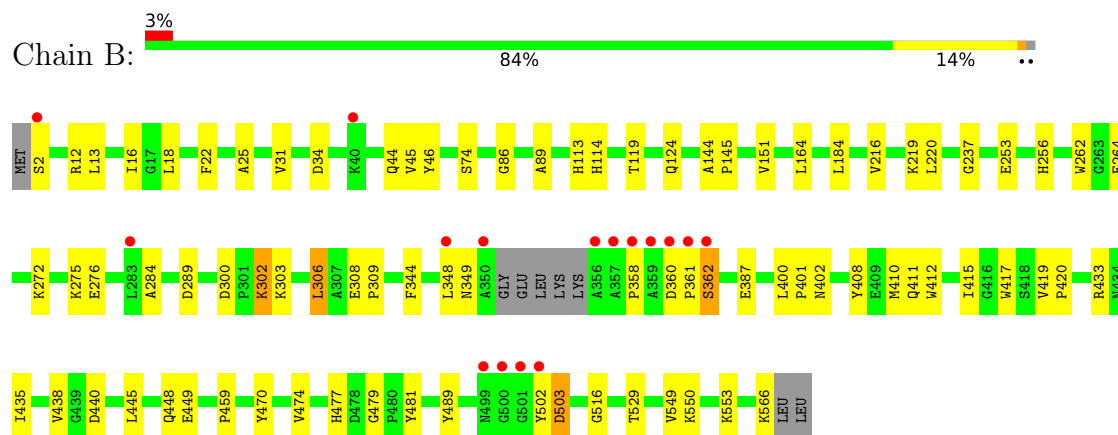 3%
Chain B:
84% 14% ••
MET S2 R12 L13 I16 G17 L18 F22 A25 V31 D34 K40 Q44 V45 Y46 S74 G86 A89 H113 H114 T119 Q124 A144 P145 V151 L164 L184 V216 K219 L220 G237 E253 H256 W262 G263 E264
K272 K275 E276 L283 A284 D289 D300 P301 K302 K303 L306 A307 E308 P309 F344 L348 N349 A350 GLY GLU LEU LYS LYS A356 A357 P358 A359 D360 P361 S362 E387 L400 P401 N402 Y408 E409 M410 Q411 W412 I415 G416 W417 S418 V419 P420 R433 N434
I435 V438 G439 D440 L445 Q448 E449 P459 Y470 V474 H477 D478 G479 P480 Y481 Y489 N499 G500 G501 Y502 D503 G516 T529 V549 K550 K553 K566 LEU LEU